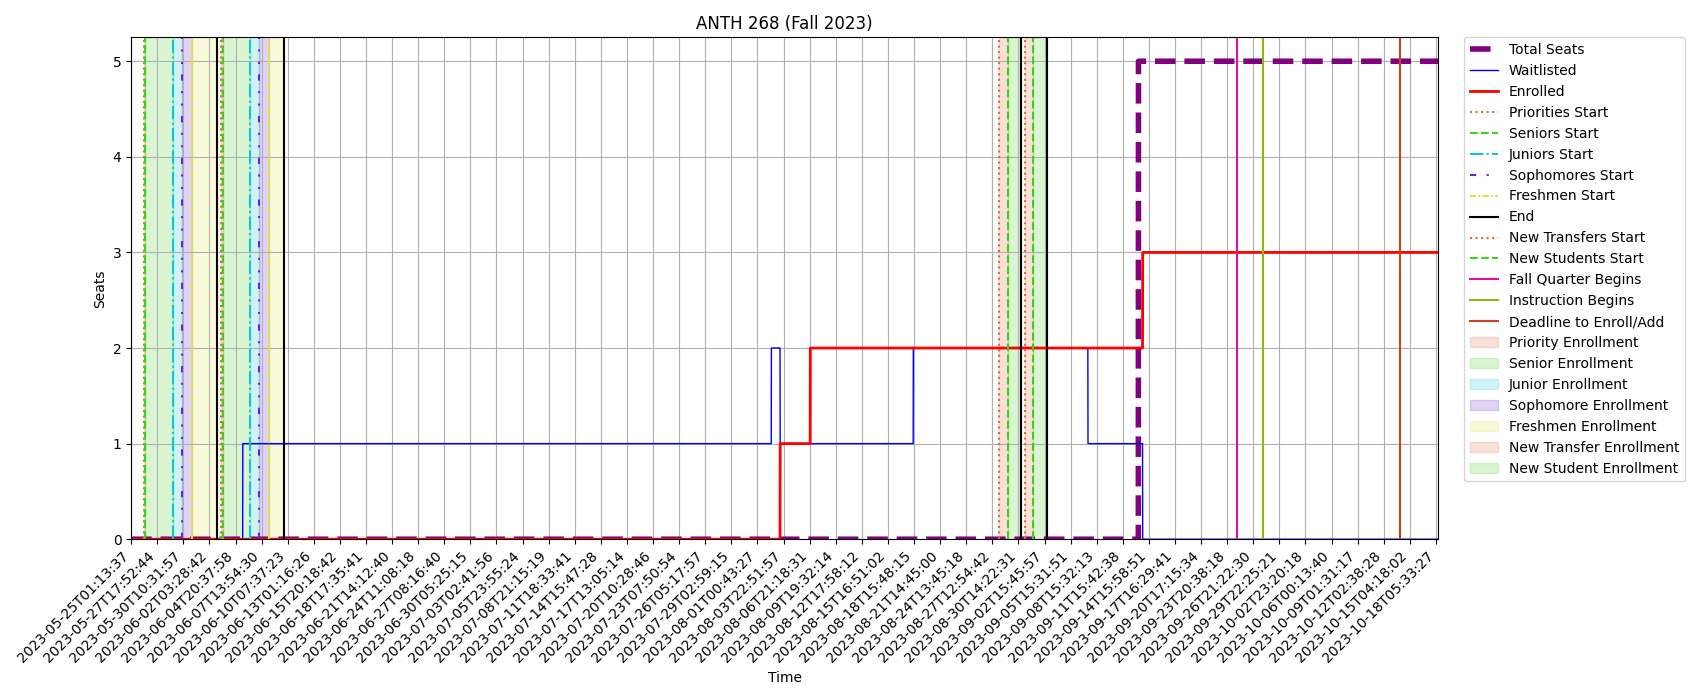 ANTH 268 (Fall 2023)
Seats
5
4
3
2
1
0
2023-05-25T01:13:37
2023-05-27T17:52:44
2023-05-30T10:31:57
2023-06-02T03:28:42
2023-06-04T20:37:58
2023-06-07T13:54:30
2023-06-10T07:37:23
2023-06-13T01:16:26
2023-06-15T20:18:42
2023-06-18T17:35:41
2023-06-21T14:12:40
2023-06-24T11:08:18
2023-06-27T08:16:40
2023-06-30T05:25:15
2023-07-03T02:41:56
2023-07-05T23:55:24
2023-07-08T21:15:19
2023-07-11T18:33:41
2023-07-14T15:47:28
2023-07-17T13:05:14
2023-07-20T10:28:46
2023-07-23T07:50:54
2023-07-26T05:17:57
2023-07-29T02:59:15
2023-08-01T00:43:27
2023-08-03T22:51:57
2023-08-06T21:18:31
2023-08-09T19:32:14
2023-08-12T17:58:12
2023-08-15T16:51:02
2023-08-18T15:48:15
2023-08-21T14:45:00
2023-08-24T13:45:18
2023-08-27T12:54:42
2023-08-30T14:22:31
2023-09-02T15:45:57
2023-09-05T15:31:51
2023-09-08T15:32:13
2023-09-11T15:42:38
2023-09-14T15:58:51
2023-09-17T16:29:41
2023-09-20T17:15:34
2023-09-23T20:38:18
2023-09-26T21:22:30
2023-09-29T22:25:21
2023-10-02T23:20:18
2023-10-06T00:13:40
2023-10-09T01:31:17
2023-10-12T02:38:28
2023-10-15T04:18:02
2023-10-18T05:33:27
Time
Total Seats
Waitlisted
Enrolled
Priorities Start
Seniors Start
Juniors Start
Sophomores Start
Freshmen Start
End
New Transfers Start
New Students Start
Fall Quarter Begins
Instruction Begins
Deadline to Enroll/Add
Priority Enrollment
Senior Enrollment
Junior Enrollment
Sophomore Enrollment
Freshmen Enrollment
New Transfer Enrollment
New Student Enrollment